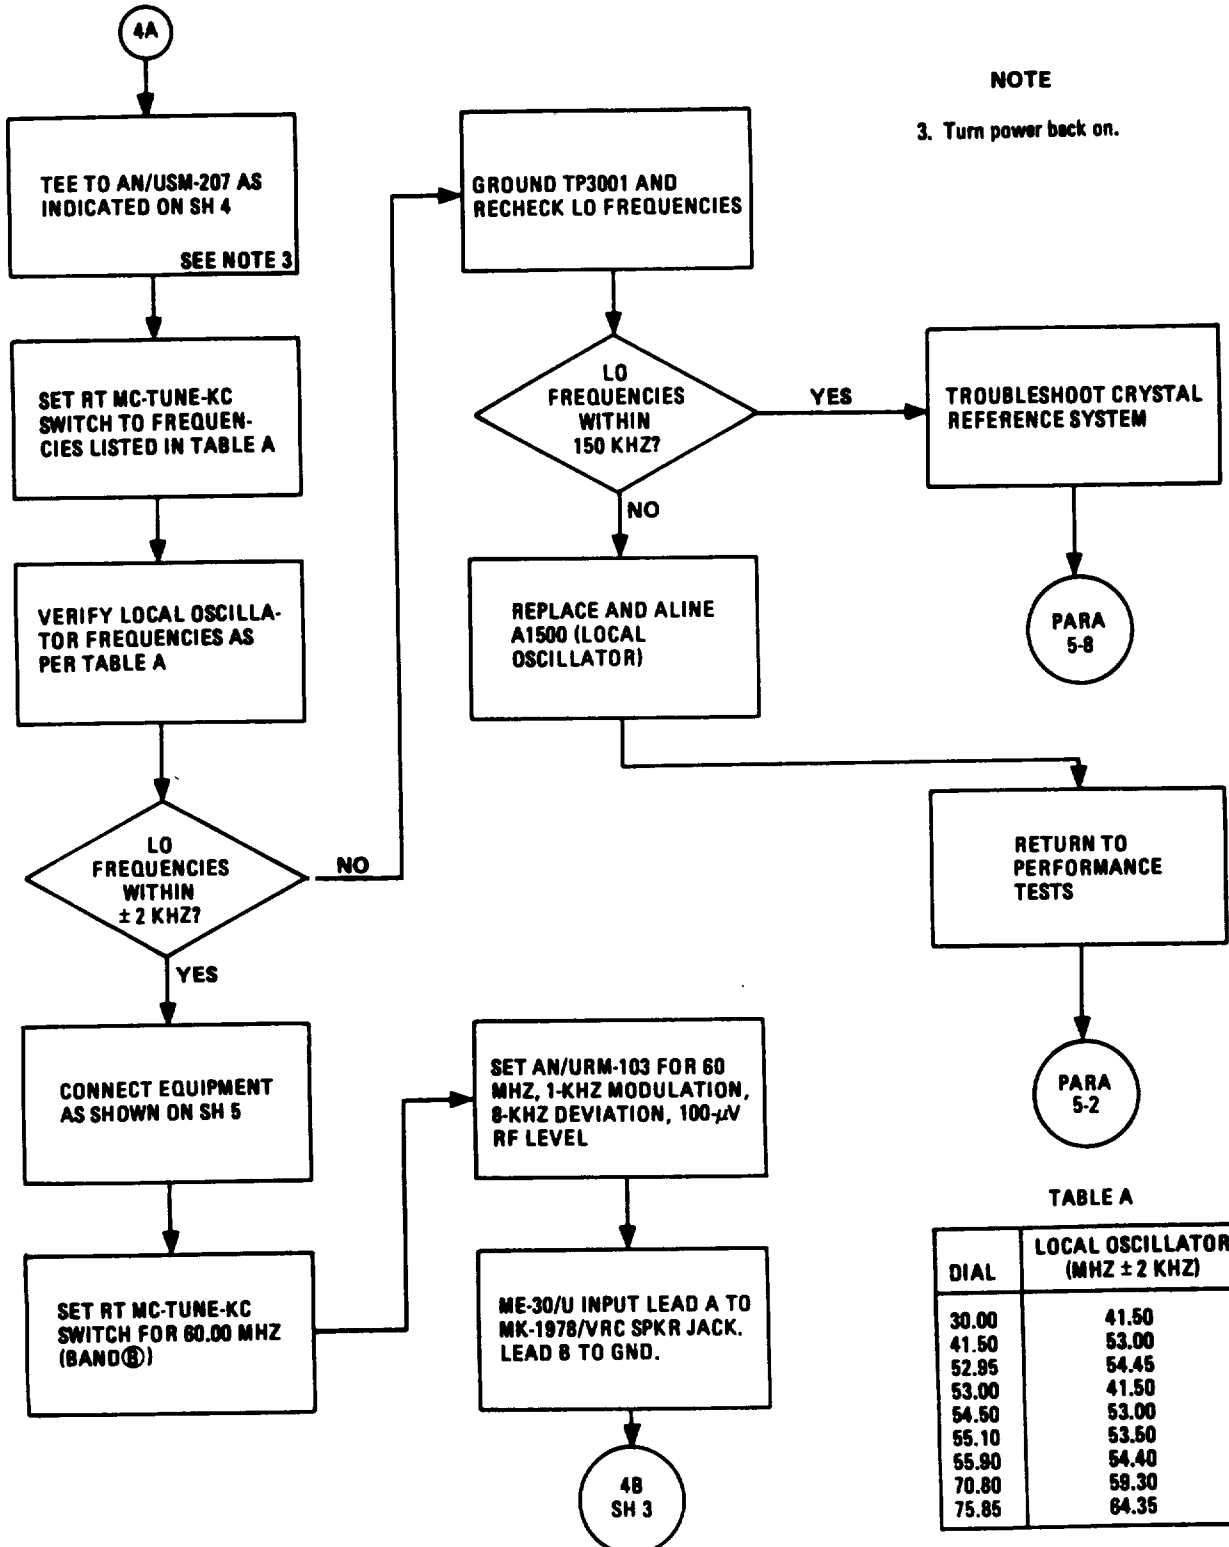 4A
TEE TO AN/USM-207 AS
INDICATED ON SH 4
SEE NOTE 3
SET RT MC-TUNE-KC
SWITCH TO FREQUEN-
CIES LISTED IN TABLE A
VERIFY LOCAL OSCILLA-
TOR FREQUENCIES AS
PER TABLE A
LO
FREQUENCIES
WITHIN
± 2 KHZ?
NO
YES
CONNECT EQUIPMENT
AS SHOWN ON SH 5
SET RT MC-TUNE-KC
SWITCH FOR 60.00 MHZ
(BAND Ⓑ)
NOTE
3. Turn power back on.
GROUND TP3001 AND
RECHECK LO FREQUENCIES
LO
FREQUENCIES
WITHIN
150 KHZ?
YES
NO
TROUBLESHOOT CRYSTAL
REFERENCE SYSTEM
PARA
5-8
REPLACE AND ALINE
A1500 (LOCAL
OSCILLATOR)
RETURN TO
PERFORMANCE
TESTS
PARA
5-2
SET AN/URM-103 FOR 60
MHZ, 1-KHZ MODULATION,
8-KHZ DEVIATION, 100-µV
RF LEVEL
ME-30/U INPUT LEAD A TO
MK-1978/VRC SPKR JACK.
LEAD B TO GND.
4B
SH 3
TABLE A
DIAL LOCAL OSCILLATOR
(MHZ ± 2 KHZ)
30.00 41.50
41.50 53.00
52.95 54.45
53.00 41.50
54.50 53.00
55.10 53.50
55.90 54.40
70.80 59.30
75.85 64.35